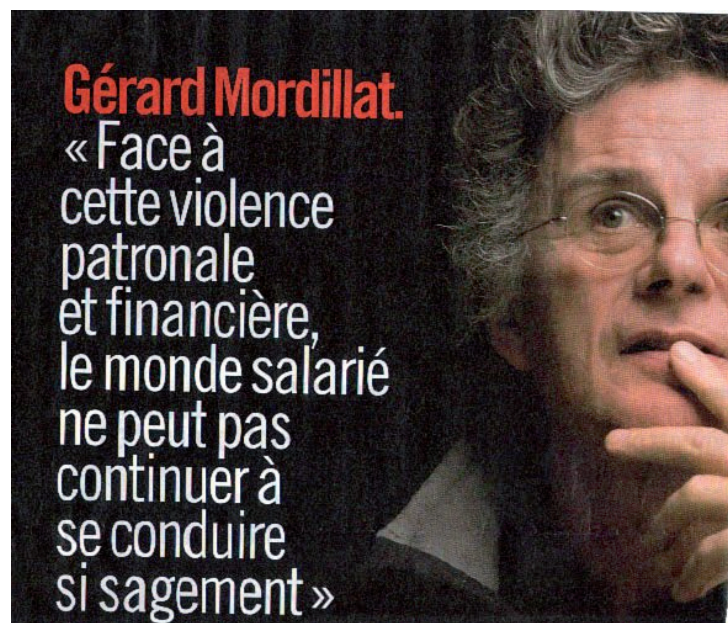 Gérard Mordillat.
« Face à
cette violence
patronale
et financière,
le monde salarié
ne peut pas
continuer à
se conduire
si sagement »